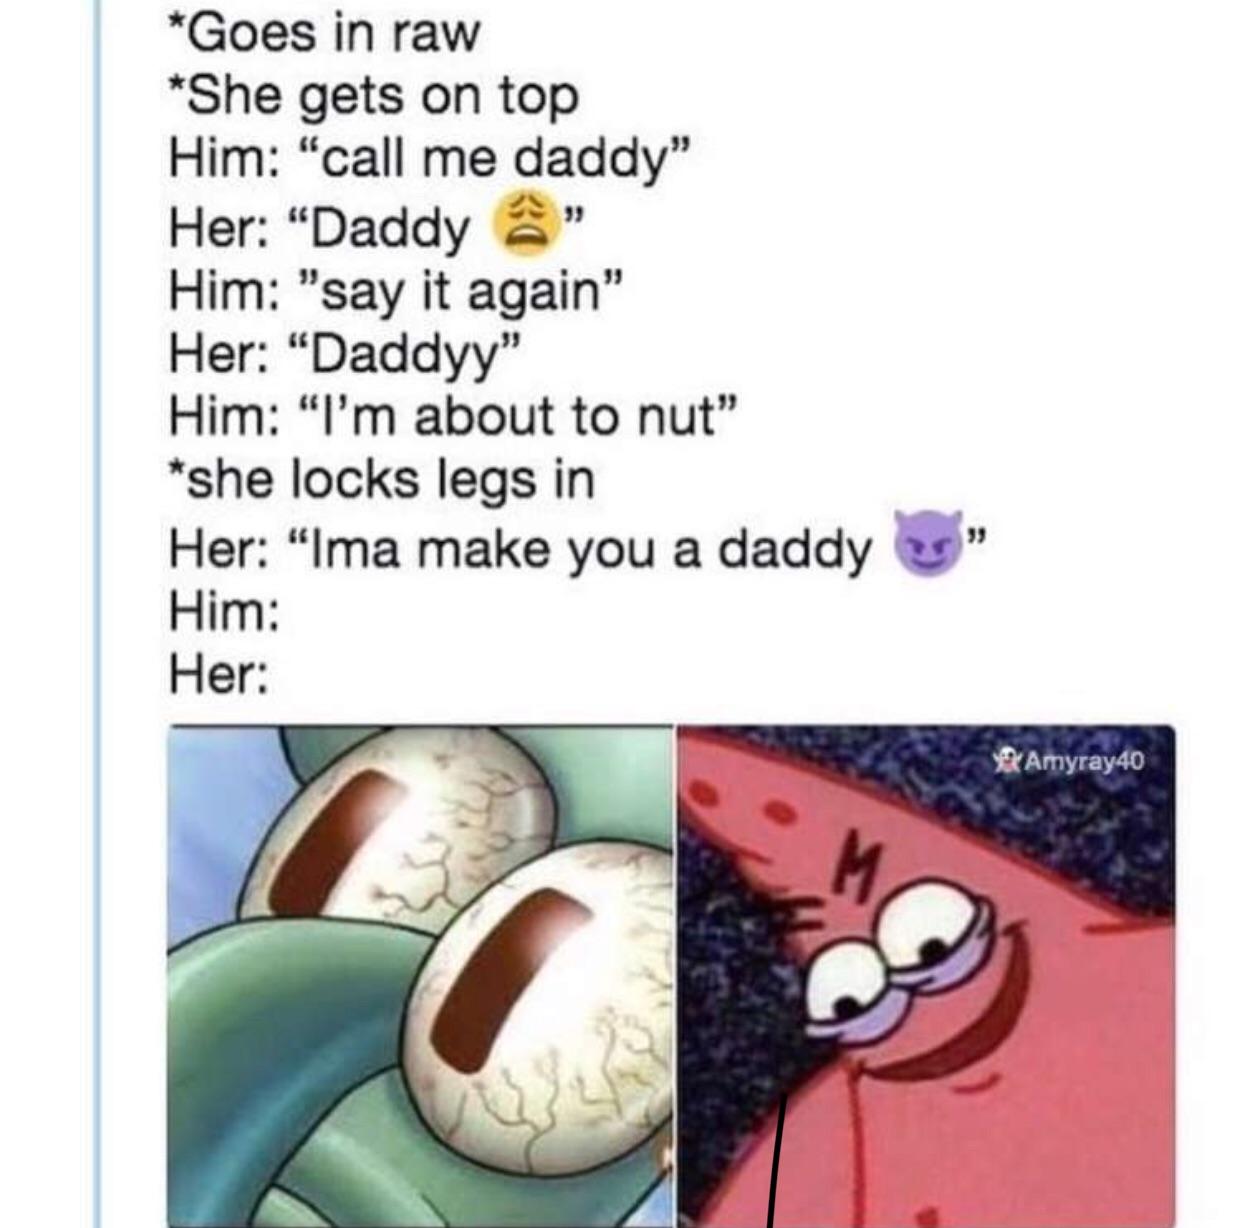 *Goes in raw
*She gets on top
Him: “call me daddy”
Her: “Daddy 😩”
Him: ”say it again”
Her: “Daddyy”
Him: “I’m about to nut”
*she locks legs in
Her: “Ima make you a daddy 😈”
Him:
Her:
Amyray40